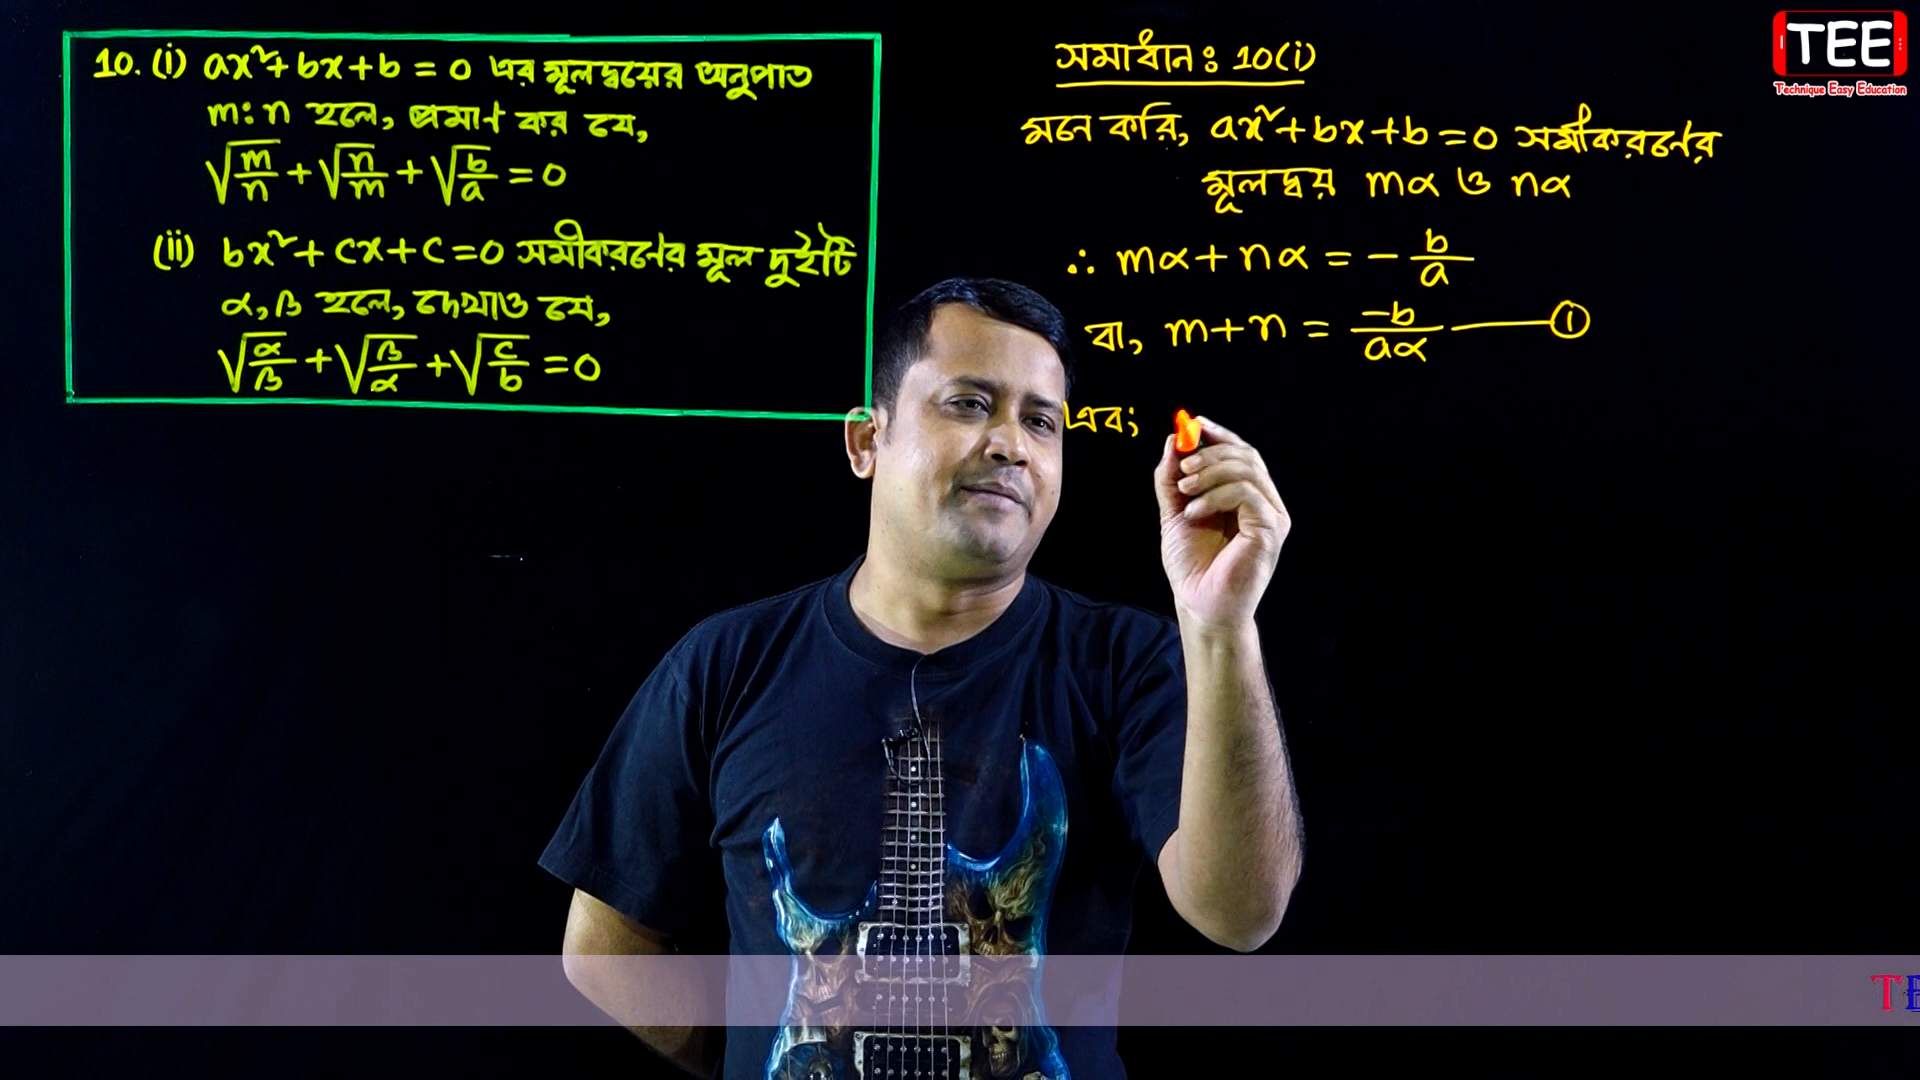 10. (i) ax²+bx+b = 0 এর মূলদ্বয়ের অনুপাত
m:n হলে, প্রমাণ কর যে,
√(m/n) + √(n/m) + √(b/a) = 0
(ii) bx²+cx+c=0 সমীকরণের মূল দুইটি
α,β হলে, দেখাও যে,
√(α/β) + √(β/α) + √(c/b) = 0
সমাধান: 10(i)
মনে করি, ax²+bx+b=0 সমীকরণের
মূলদ্বয় mα ও nα
∴ mα+nα = -b/a
বা, m+n = -b/aα ——— ①
এবং
TEE
Technique Easy Education